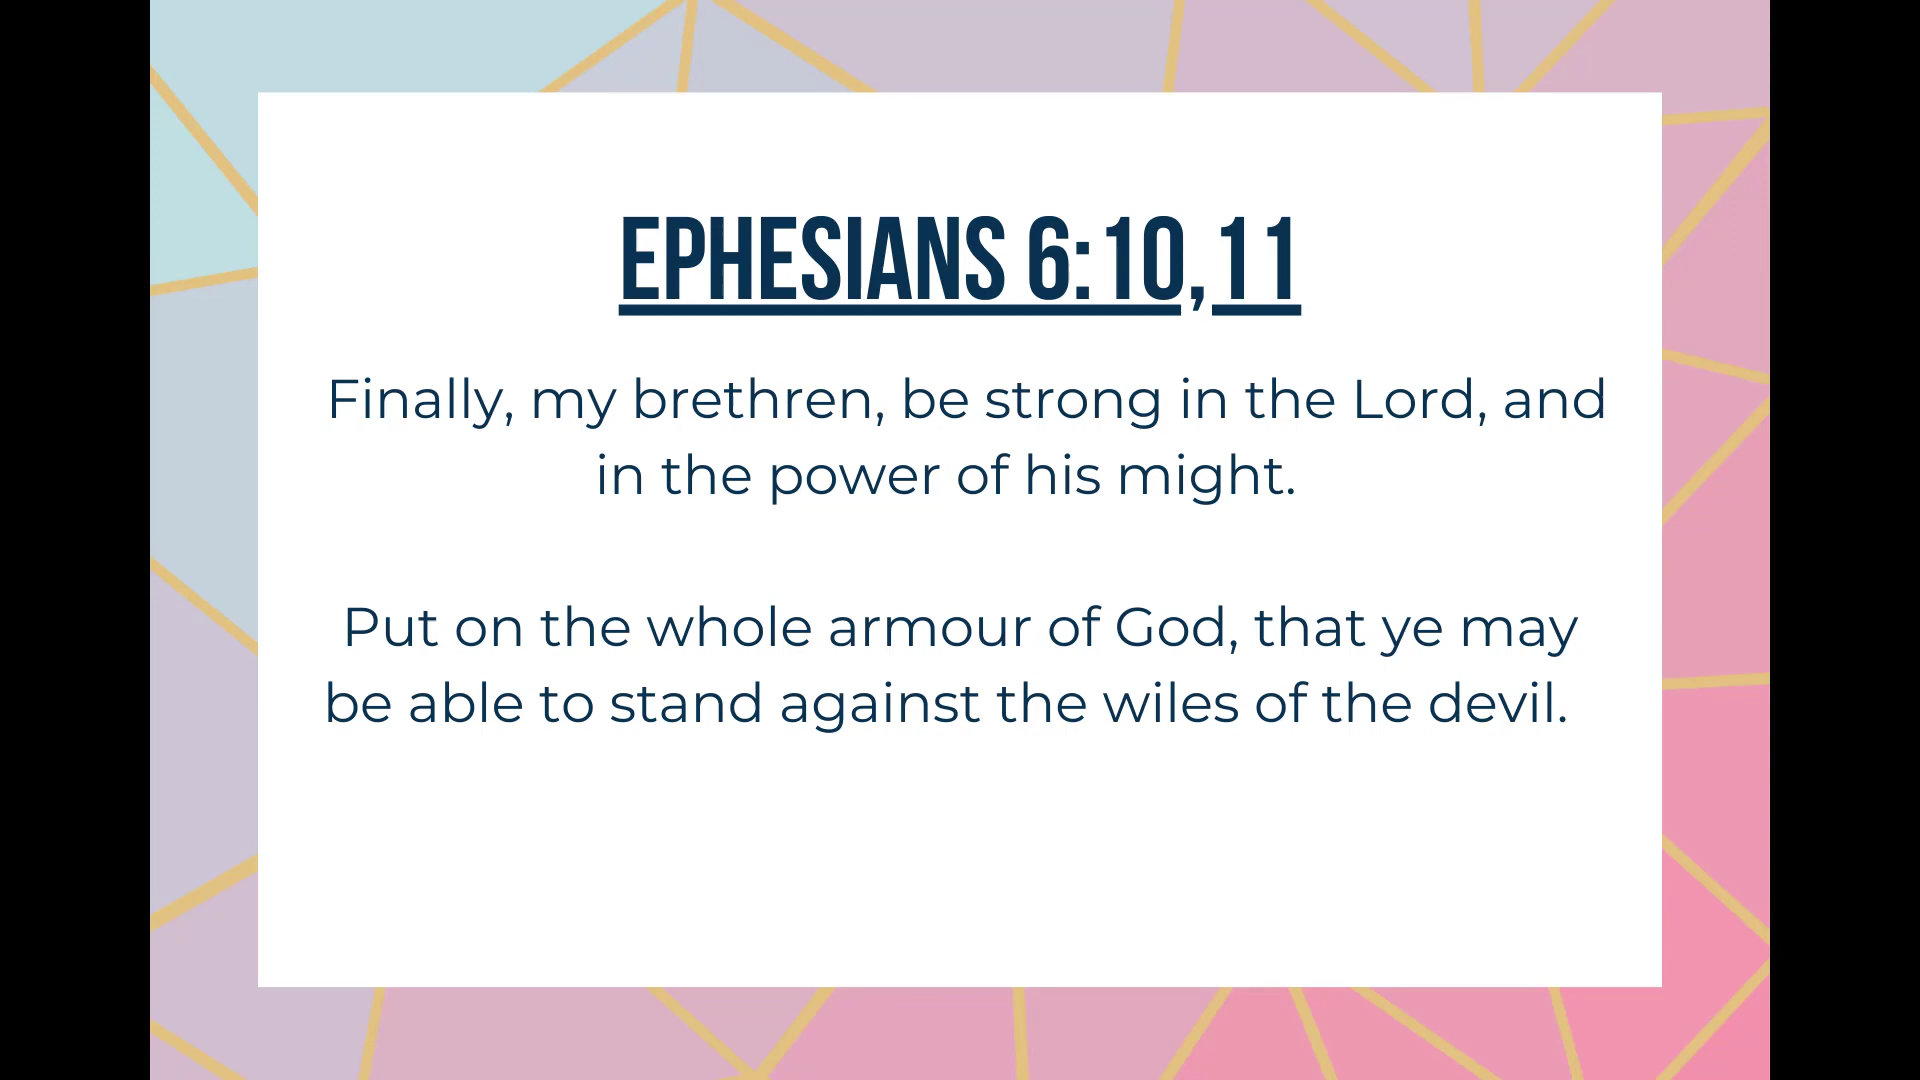 EPHESIANS 6:10,11
Finally, my brethren, be strong in the Lord, and
in the power of his might.
Put on the whole armour of God, that ye may
be able to stand against the wiles of the devil.